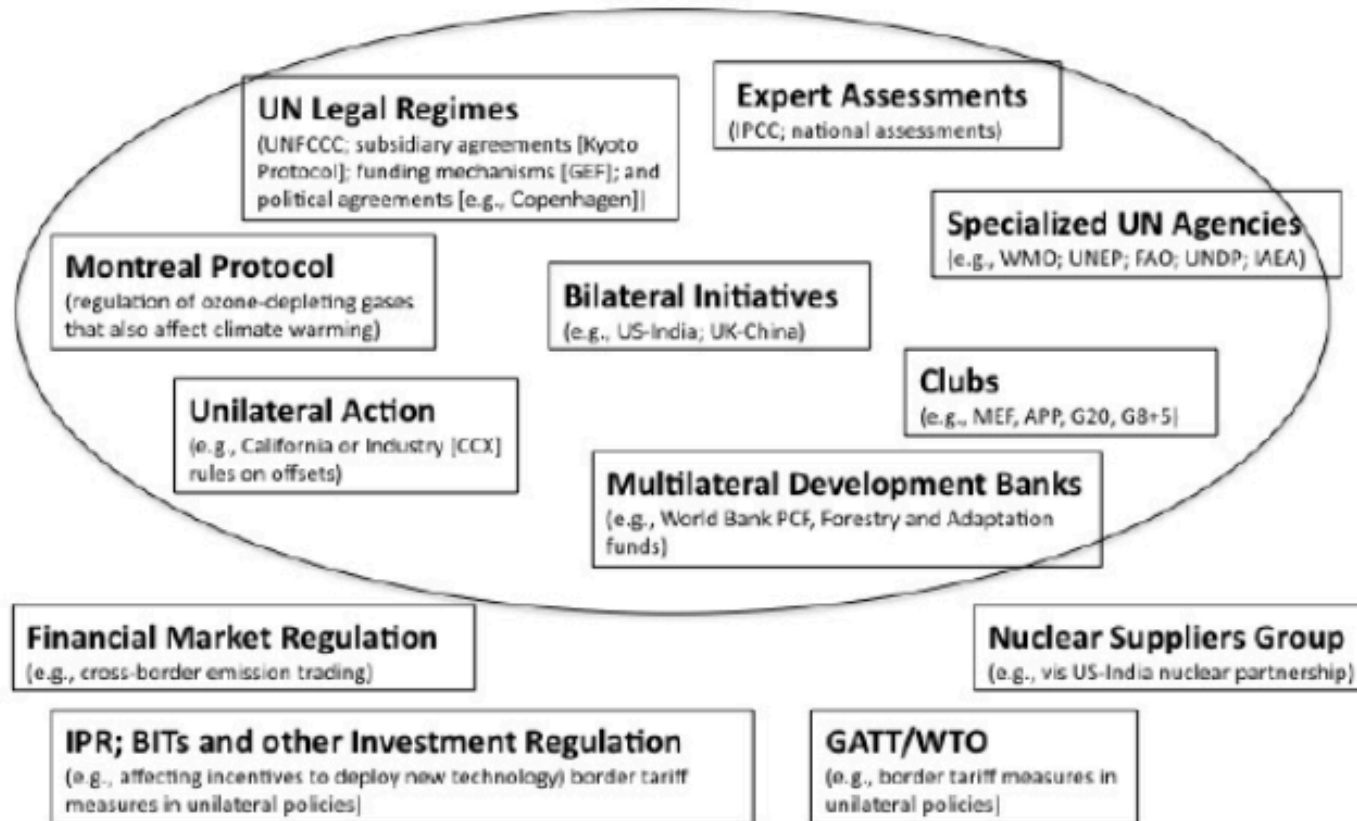 UN Legal Regimes
(UNFCCC; subsidiary agreements [Kyoto
Protocol]; funding mechanisms [GEF]; and
political agreements [e.g., Copenhagen])
Expert Assessments
(IPCC; national assessments)
Specialized UN Agencies
(e.g., WMO; UNEP; FAO; UNDP; IAEA)
Montreal Protocol
(regulation of ozone-depleting gases
that also affect climate warming)
Bilateral Initiatives
(e.g., US-India; UK-China)
Clubs
(e.g., MEF, APP, G20, G8+5)
Unilateral Action
(e.g., California or Industry [CCX]
rules on offsets)
Multilateral Development Banks
(e.g., World Bank PCF, Forestry and Adaptation
funds)
Financial Market Regulation
(e.g., cross-border emission trading)
Nuclear Suppliers Group
(e.g., vis US-India nuclear partnership)
IPR; BITs and other Investment Regulation
(e.g., affecting incentives to deploy new technology) border tariff
measures in unilateral policies)
GATT/WTO
(e.g., border tariff measures in
unilateral policies)